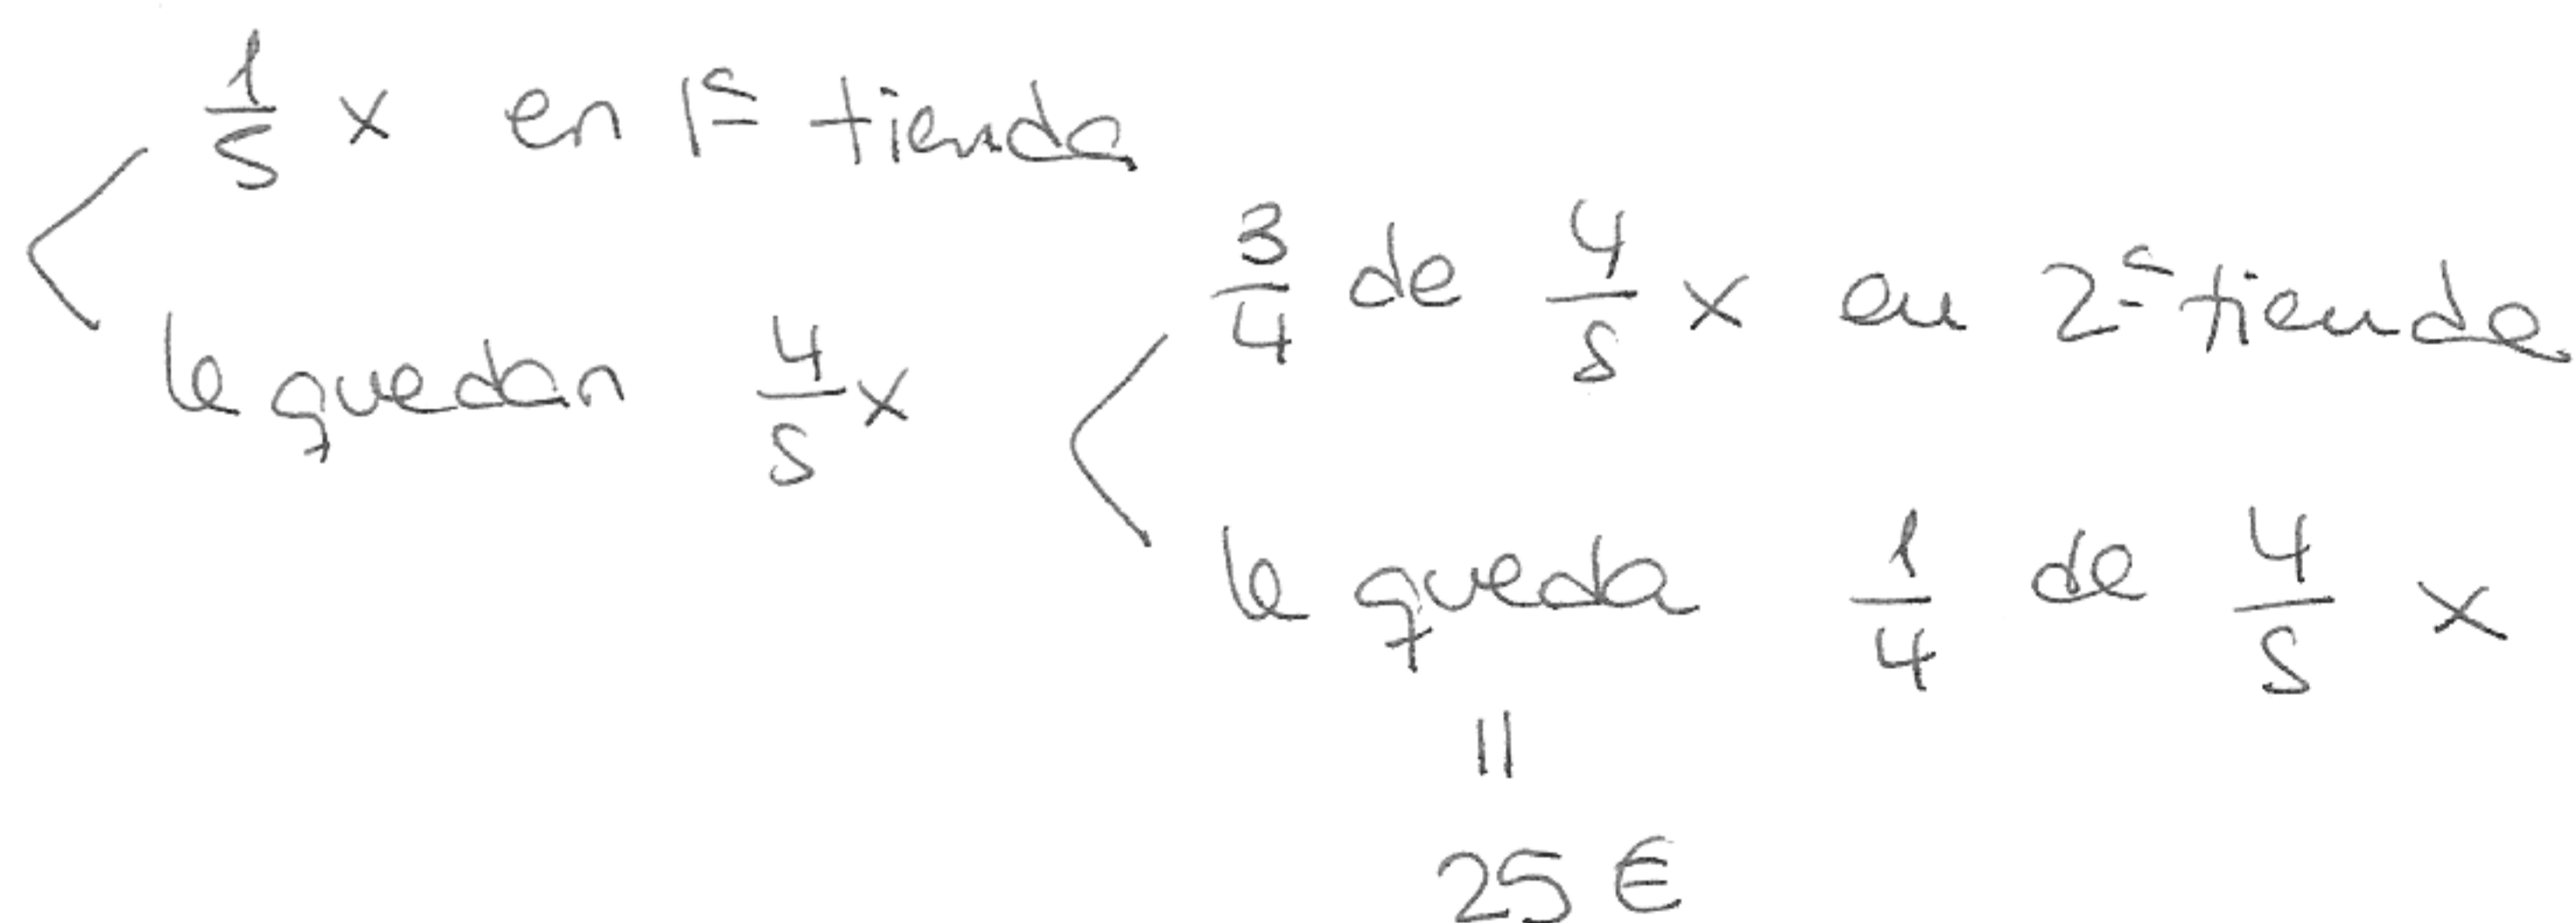 1/5 x en 1ª tienda
le quedan 4/5 x
3/4 de 4/5 x en 2ª tienda
le queda 1/4 de 4/5 x
||
25 €